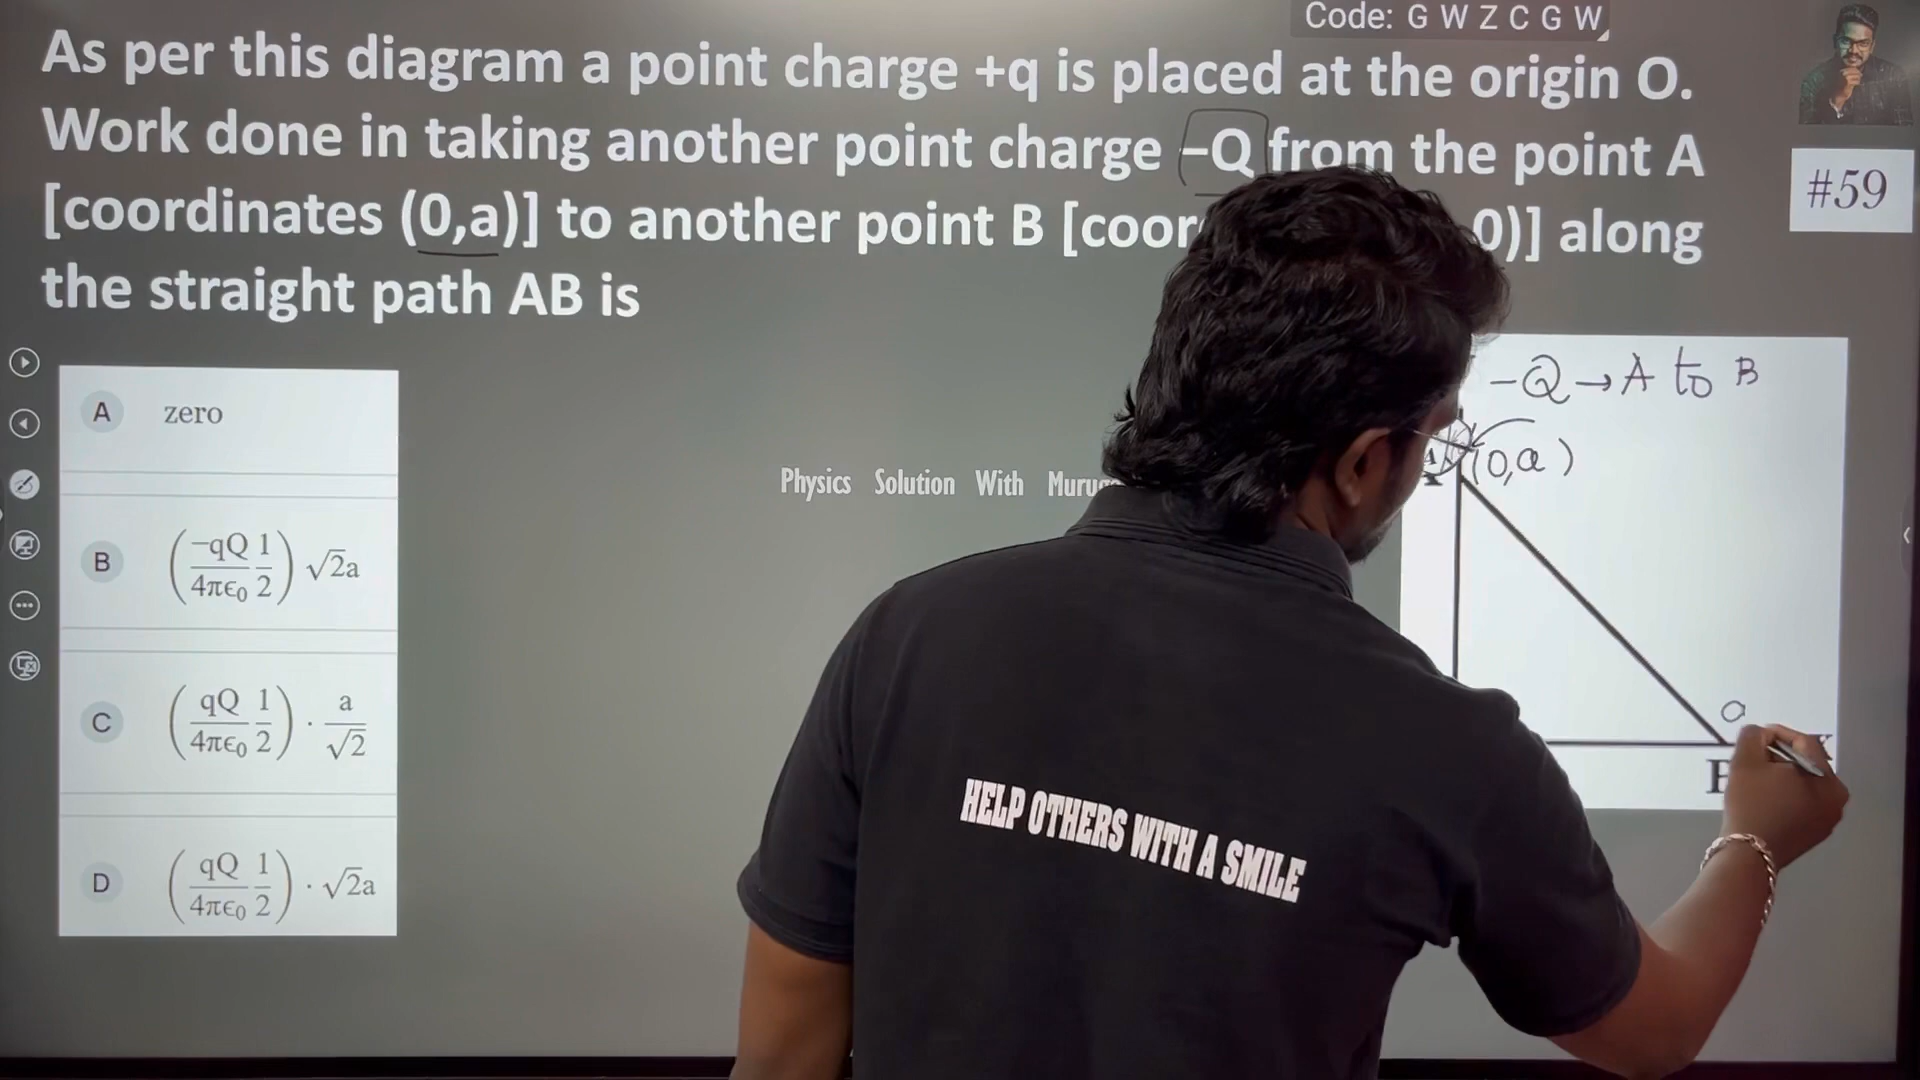 Code: G W Z C G W
As per this diagram a point charge +q is placed at the origin O.
Work done in taking another point charge –Q from the point A
[coordinates (0,a)] to another point B [coor 0)] along
the straight path AB is
#59
A zero
B (-qQ/4πϵ₀ 1/2) √2a
C (qQ/4πϵ₀ 1/2) · a/√2
D (qQ/4πϵ₀ 1/2) · √2a
Physics Solution With
-Q → A to B
A (0,a)
a
HELP OTHERS WITH A SMILE